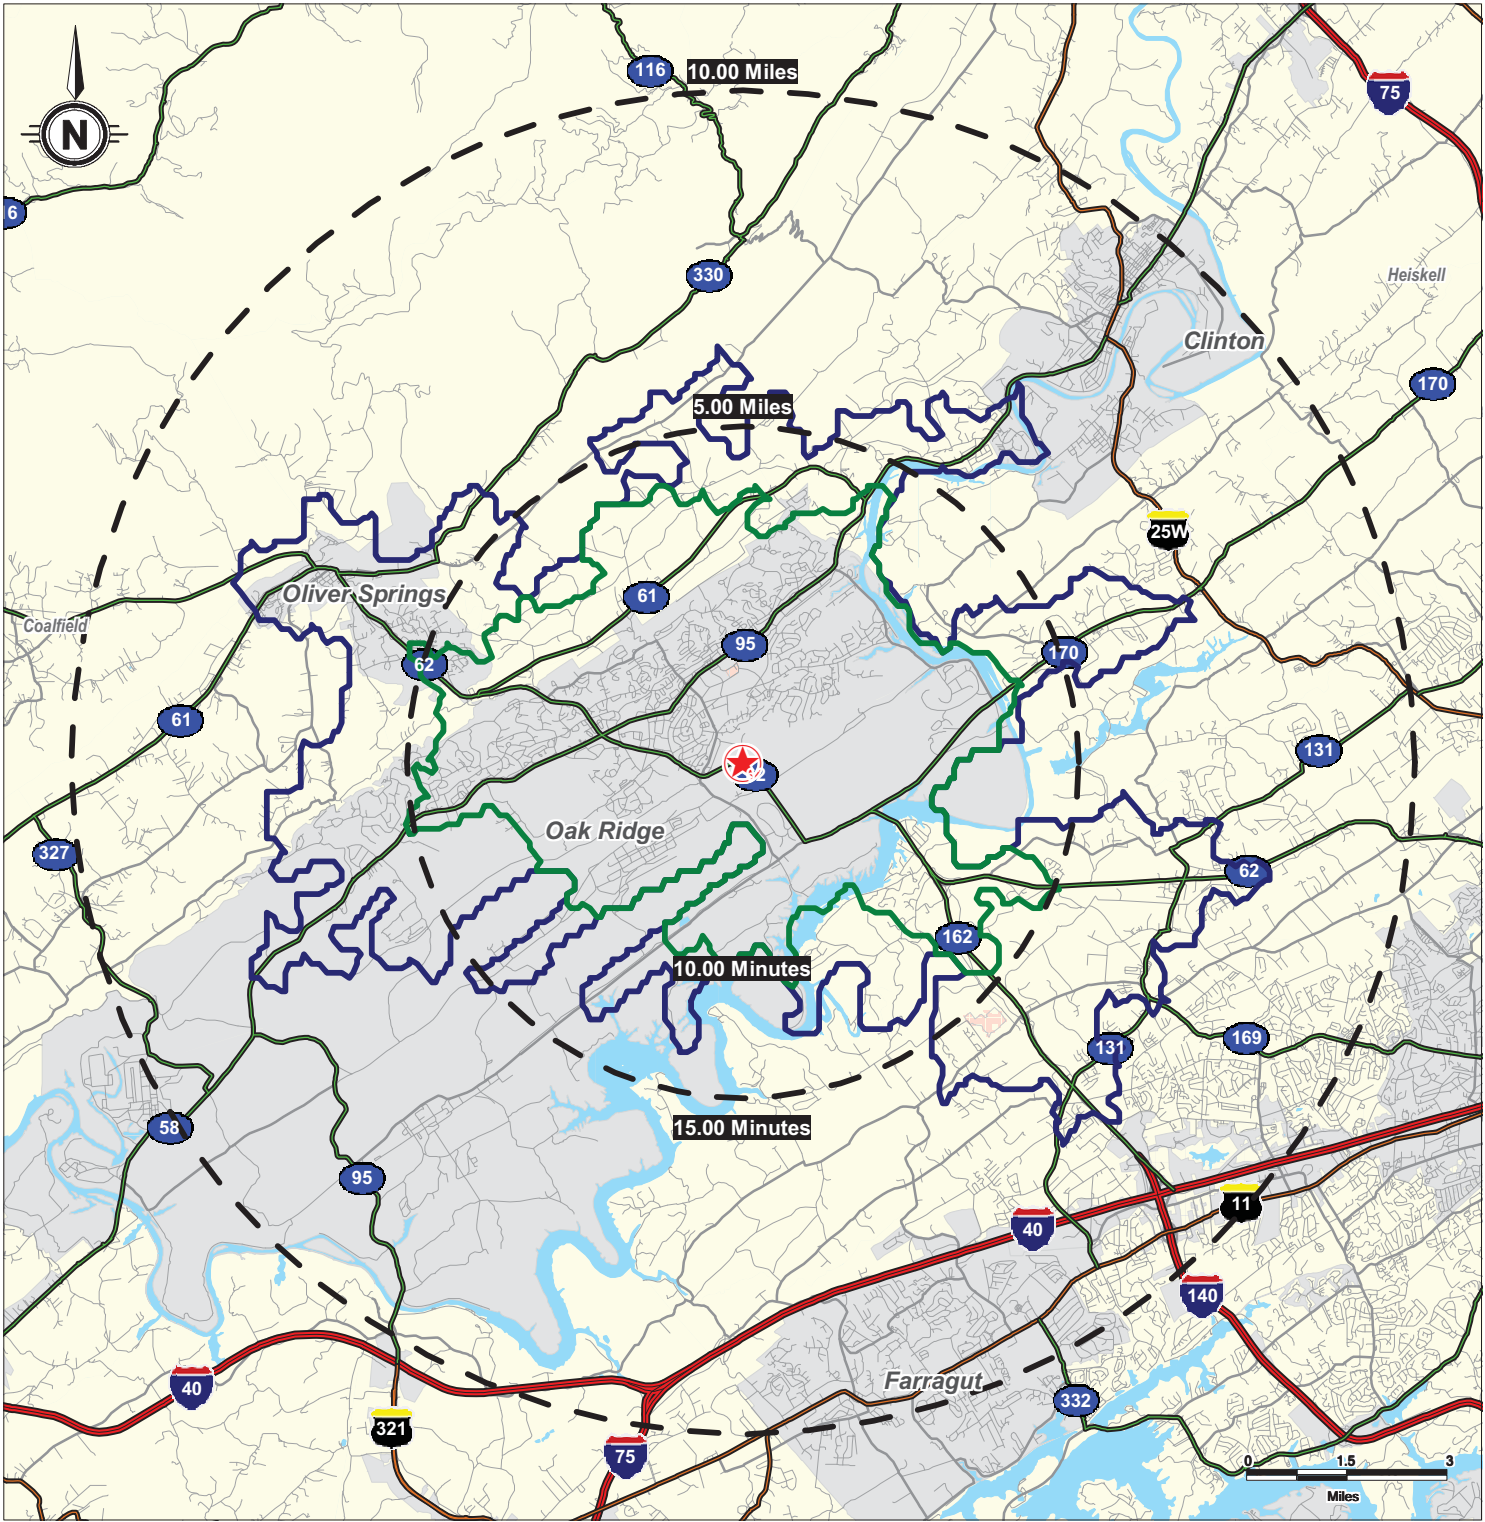 116
10.00 Miles
75
N
16
330
Heiskell
Clinton
170
5.00 Miles
25W
Oliver Springs
61
Coalfield
95
62
170
61
131
62
Oak Ridge
327
62
162
10.00 Minutes
169
131
15.00 Minutes
58
95
11
40
140
Farragut
40
332
321
75
0 1.5 3
Miles